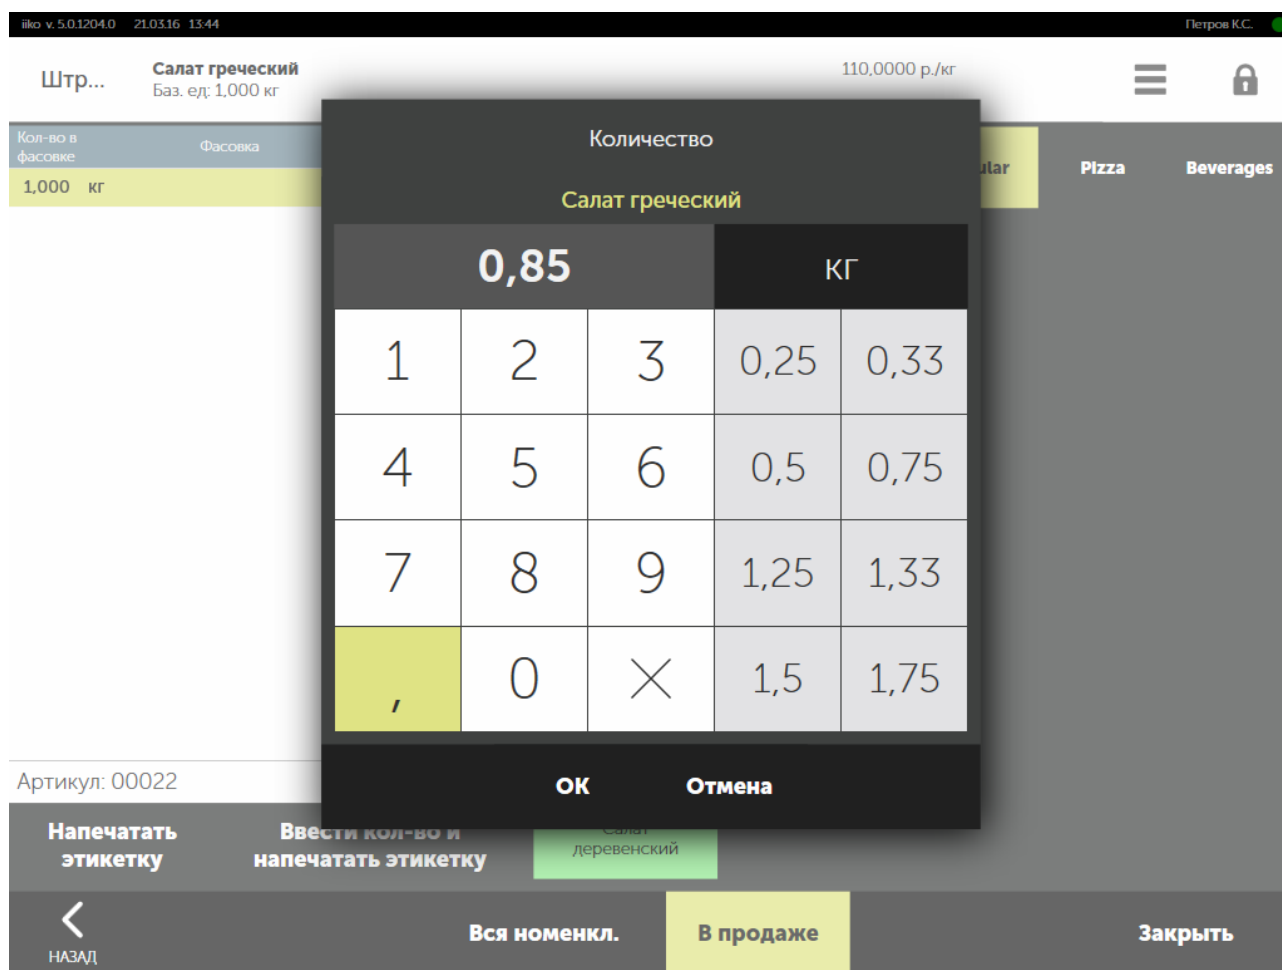 iiko v. 5.0.1204.0 21.03.16 13:44 Петров К.С.
Штр...
Салат греческий
Баз. ед: 1,000 кг
110,0000 р./кг
Кол-во в
фасовке
Фасовка
1,000 кг
Pizza
Beverages
Количество
Салат греческий
0,85 КГ
1 2 3 0,25 0,33
4 5 6 0,5 0,75
7 8 9 1,25 1,33
, 0 1,5 1,75
ОК Отмена
Артикул: 00022
Напечатать
этикетку
Ввести кол-во и
напечатать этикетку
Салат
деревенский
НАЗАД
Вся номенкл.
В продаже
Закрыть